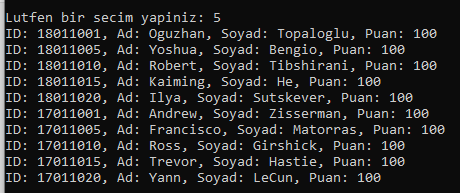 Lutfen bir secim yapiniz: 5
ID: 18011001, Ad: Oguzhan, Soyad: Topaloglu, Puan: 100
ID: 18011005, Ad: Yoshua, Soyad: Bengio, Puan: 100
ID: 18011010, Ad: Robert, Soyad: Tibshirani, Puan: 100
ID: 18011015, Ad: Kaiming, Soyad: He, Puan: 100
ID: 18011020, Ad: Ilya, Soyad: Sutskever, Puan: 100
ID: 17011001, Ad: Andrew, Soyad: Zisserman, Puan: 100
ID: 17011005, Ad: Francisco, Soyad: Matorras, Puan: 100
ID: 17011010, Ad: Ross, Soyad: Girshick, Puan: 100
ID: 17011015, Ad: Trevor, Soyad: Hastie, Puan: 100
ID: 17011020, Ad: Yann, Soyad: LeCun, Puan: 100